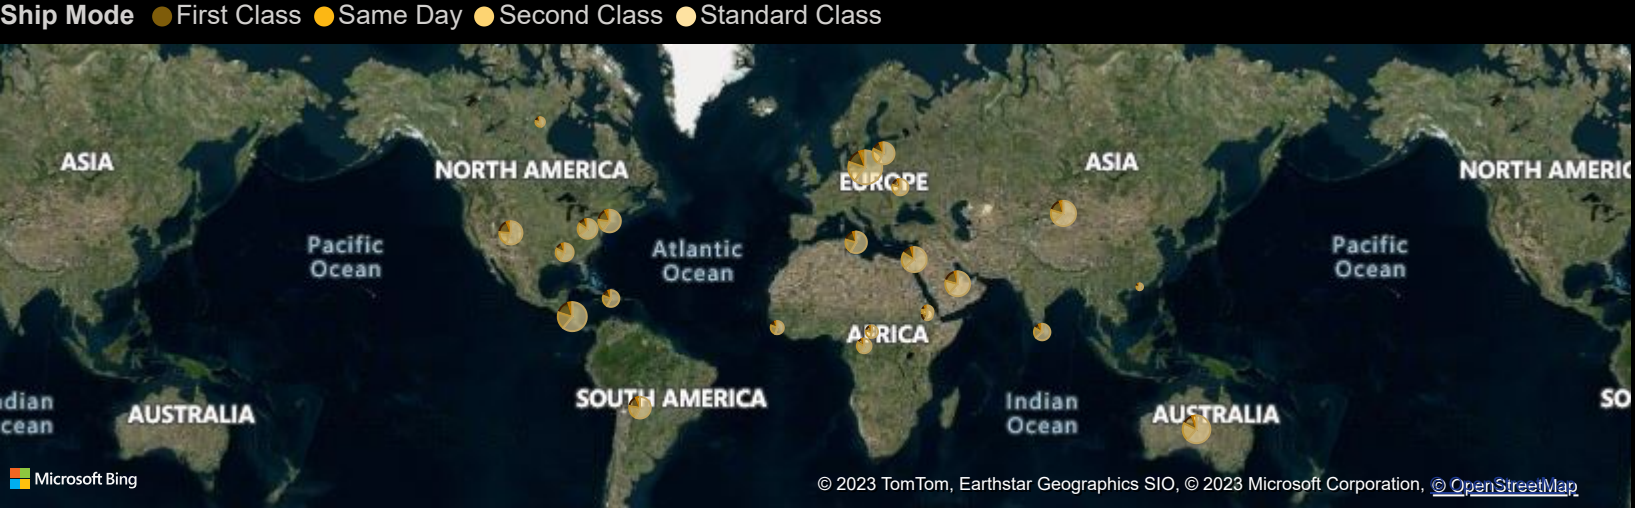 Ship Mode First Class Same Day Second Class Standard Class
ASIA
NORTH AMERICA
EUROPE
ASIA
NORTH AMERIC
Pacific
Ocean
Atlantic
Ocean
Pacific
Ocean
AFRICA
SOUTH AMERICA
SO
dian
cean
AUSTRALIA
Indian
Ocean
AUSTRALIA
Microsoft Bing
© 2023 TomTom, Earthstar Geographics SIO, © 2023 Microsoft Corporation, © OpenStreetMap